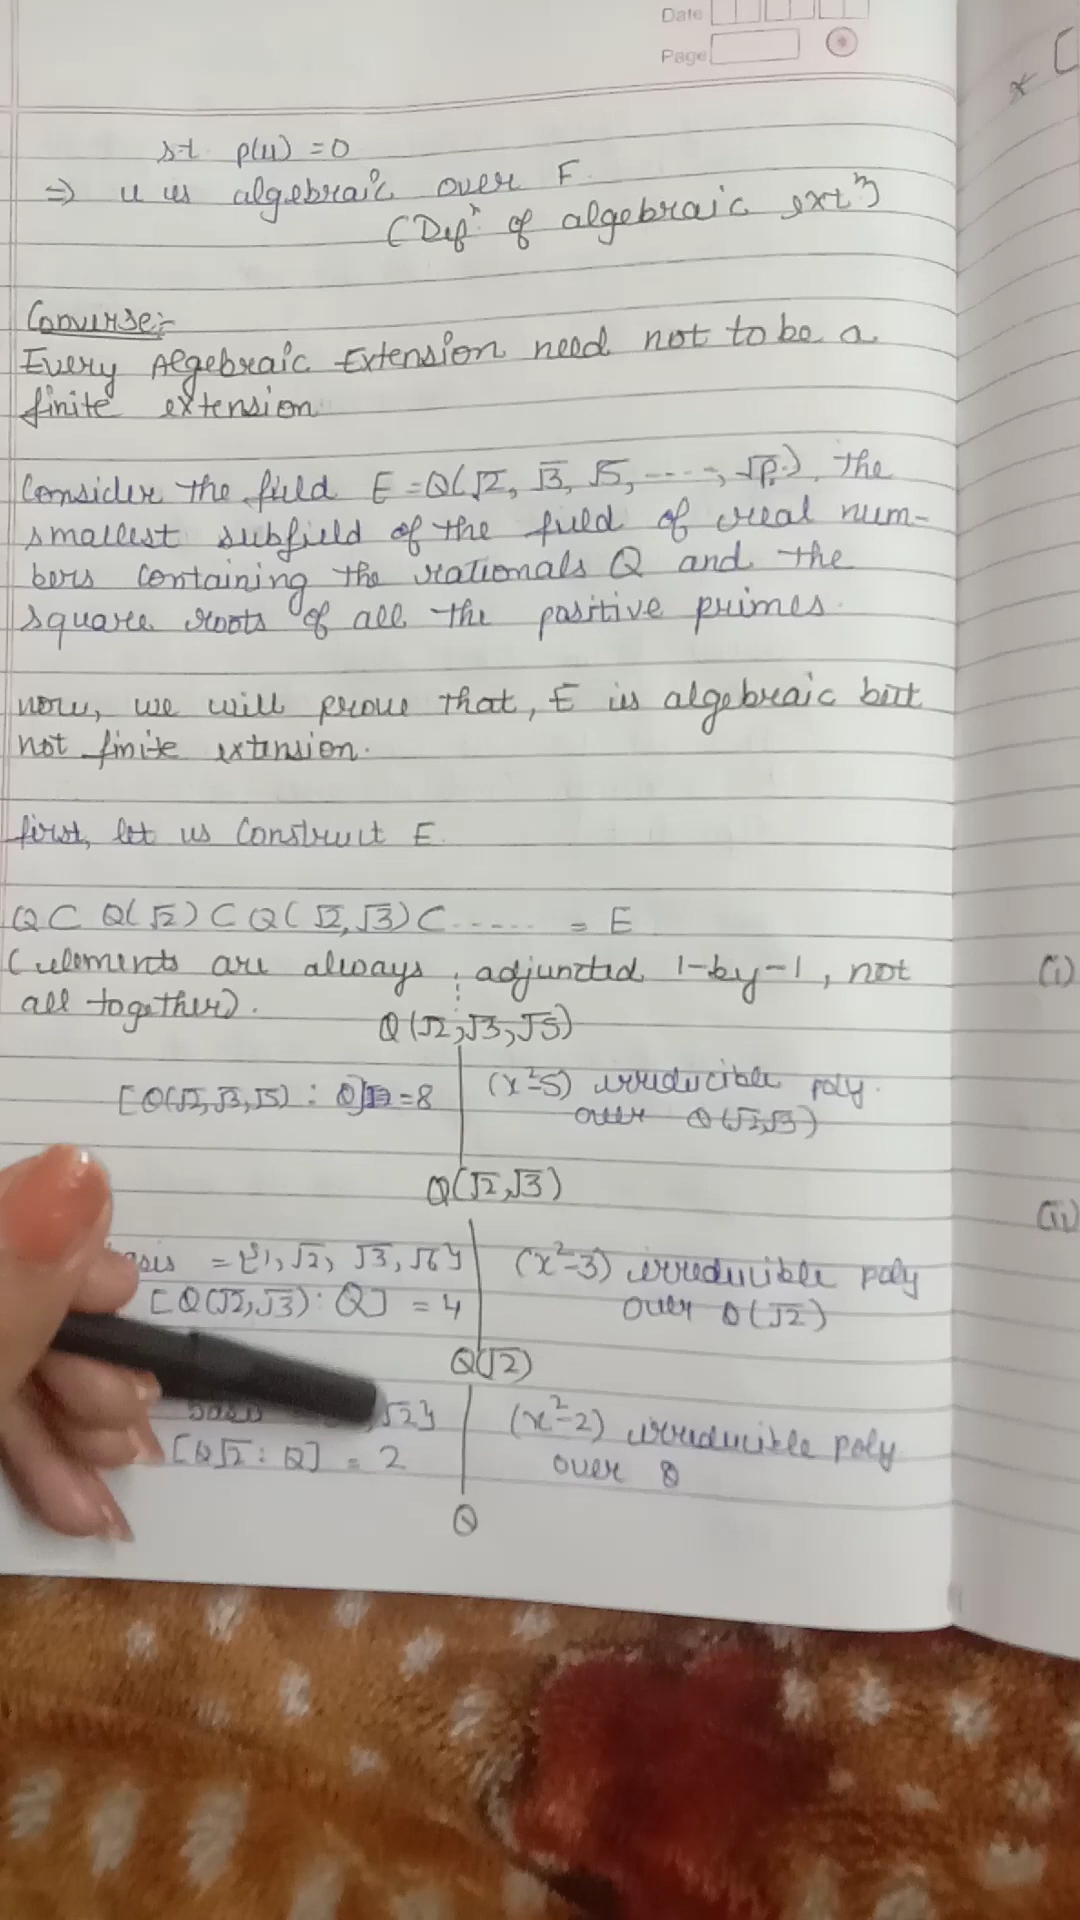 Date
Page
* C
s.t. p(u) = 0
=> u is algebraic over F.
(Defⁿ of algebraic extⁿ)
Converse:-
Every Algebraic Extension need not to be a
finite extension
Consider the field E = Q(√2, √3, √5, ----, √p..), the
smallest subfield of the field of real num-
bers containing the rationals Q and the
square roots of all the positive primes.
now, we will prove that, E is algebraic but
not finite extension.
first, let us construct E.
Q ⊂ Q(√2) ⊂ Q(√2, √3) ⊂ ------ = E
(elements are always adjuncted 1-by-1, not
(i)
all together).
Q(√2, √3, √5)
[Q(√2, √3, √5) : Q] = 8
(x²-5) irreducible poly.
over Q(√2, √3)
Q(√2, √3)
(ii)
= {1, √2, √3, √6}
(x²-3) irreducible poly
[Q(√2, √3) : Q] = 4
over Q(√2)
Q(√2)
√2}
(x²-2) irreducible poly
[Q√2 : Q] = 2
over Q
Q